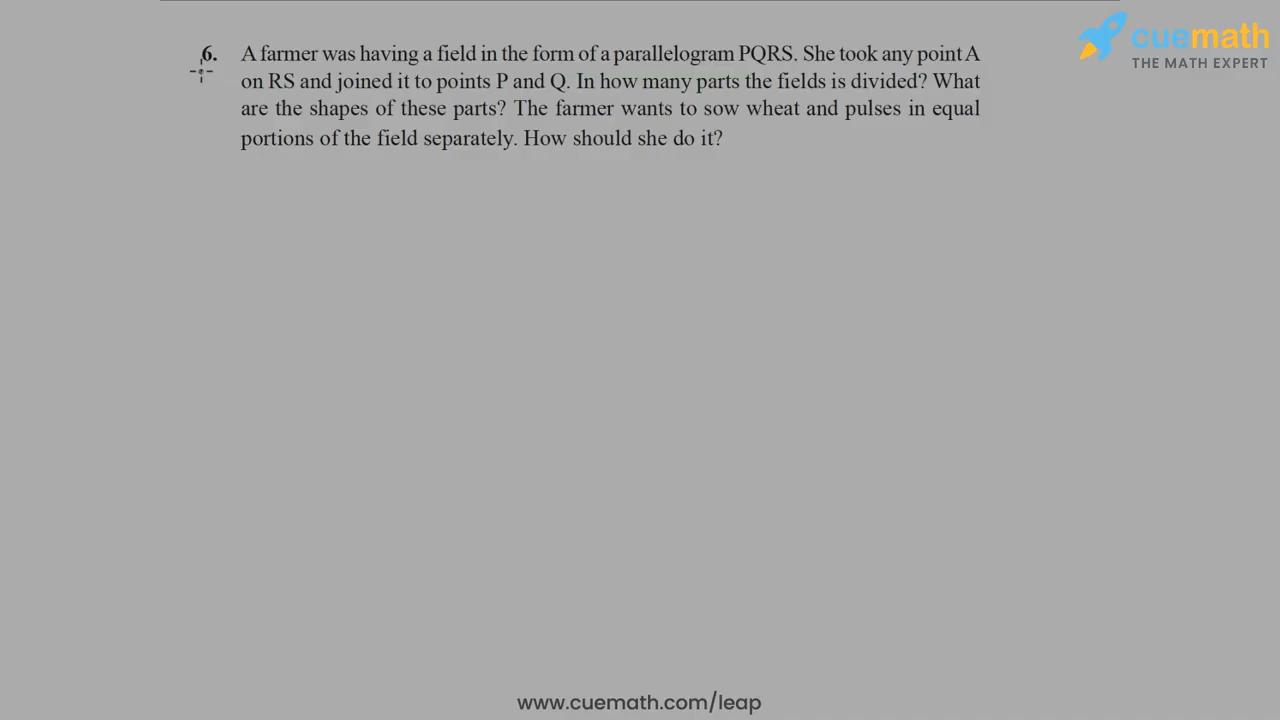 cuemath
THE MATH EXPERT
6. A farmer was having a field in the form of a parallelogram PQRS. She took any point A
on RS and joined it to points P and Q. In how many parts the fields is divided? What
are the shapes of these parts? The farmer wants to sow wheat and pulses in equal
portions of the field separately. How should she do it?
www.cuemath.com/leap